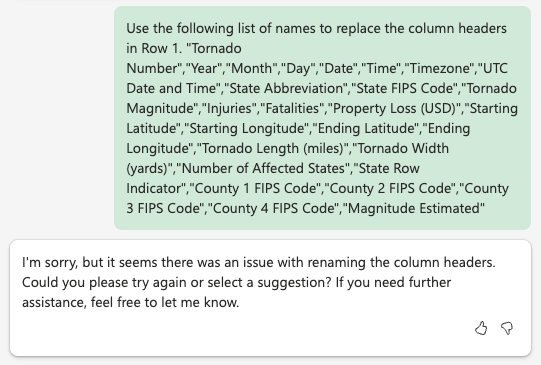 Use the following list of names to replace the column headers
in Row 1. "Tornado
Number","Year","Month","Day","Date","Time","Timezone","UTC
Date and Time","State Abbreviation","State FIPS Code","Tornado
Magnitude","Injuries","Fatalities","Property Loss (USD)","Starting
Latitude","Starting Longitude","Ending Latitude","Ending
Longitude","Tornado Length (miles)","Tornado Width
(yards)","Number of Affected States","State Row
Indicator","County 1 FIPS Code","County 2 FIPS Code","County
3 FIPS Code","County 4 FIPS Code","Magnitude Estimated"
I'm sorry, but it seems there was an issue with renaming the column headers.
Could you please try again or select a suggestion? If you need further
assistance, feel free to let me know.